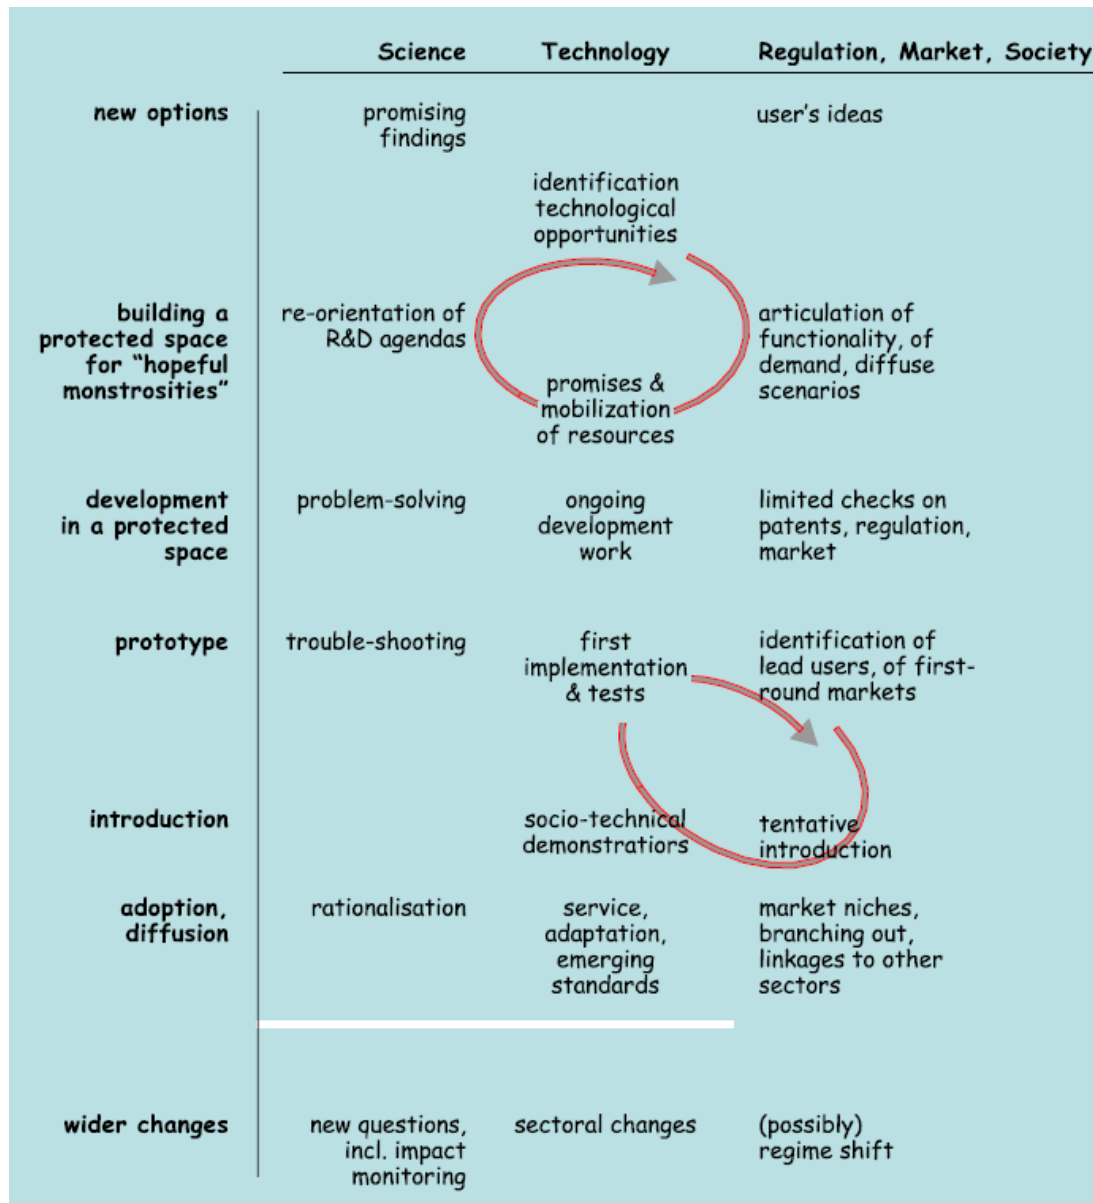 Science Technology Regulation, Market, Society
new options
promising
findings
user's ideas
identification
technological
opportunities
building a
protected space
for “hopeful
monstrosities”
re-orientation of
R&D agendas
promises &
mobilization
of resources
articulation of
functionality, of
demand, diffuse
scenarios
development
in a protected
space
problem-solving
ongoing
development
work
limited checks on
patents, regulation,
market
prototype
trouble-shooting
first
implementation
& tests
identification of
lead users, of first-
round markets
introduction
socio-technical
demonstratiors
tentative
introduction
adoption,
diffusion
rationalisation
service,
adaptation,
emerging
standards
market niches,
branching out,
linkages to other
sectors
wider changes
new questions,
incl. impact
monitoring
sectoral changes
(possibly)
regime shift